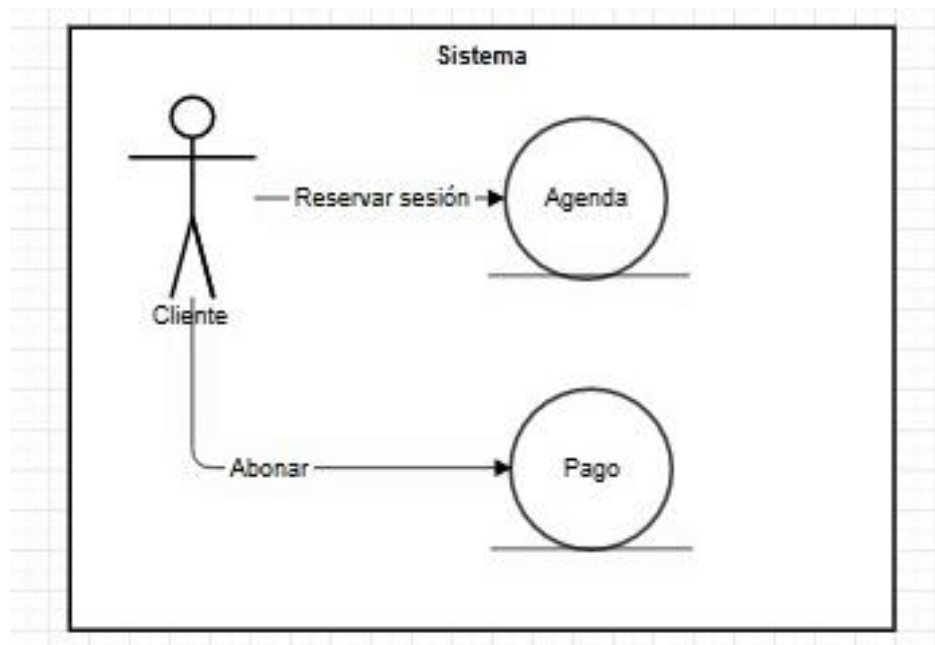 Sistema
Reservar sesión
Agenda
Cliente
Abonar
Pago